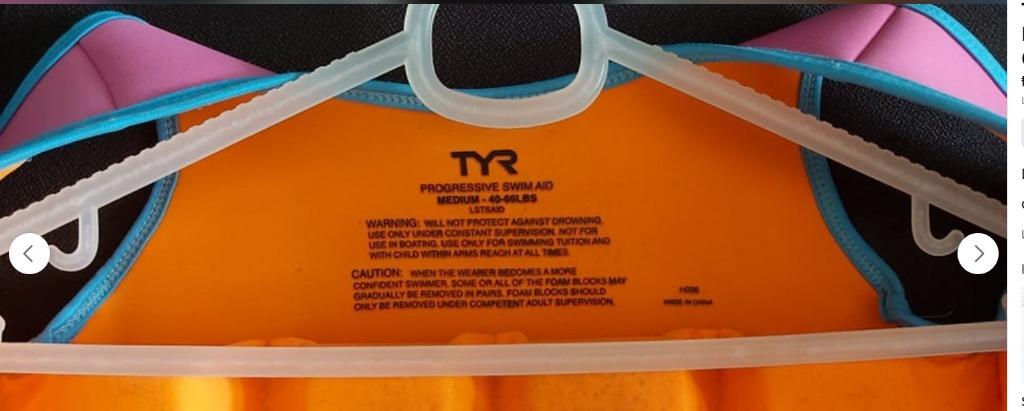 TYR
PROGRESSIVE SWIM AID
MEDIUM - 40-66LBS
LSTSAID
WARNING: WILL NOT PROTECT AGAINST DROWNING.
USE ONLY UNDER CONSTANT SUPERVISION. NOT FOR
USE IN BOATING. USE ONLY FOR SWIMMING TUITION AND
WITH CHILD WITHIN ARMS REACH AT ALL TIMES.
CAUTION: WHEN THE WEARER BECOMES A MORE
CONFIDENT SWIMMER, SOME OR ALL OF THE FOAM BLOCKS MAY
GRADUALLY BE REMOVED IN PAIRS. FOAM BLOCKS SHOULD
ONLY BE REMOVED UNDER COMPETENT ADULT SUPERVISION.
H096
MADE IN CHINA